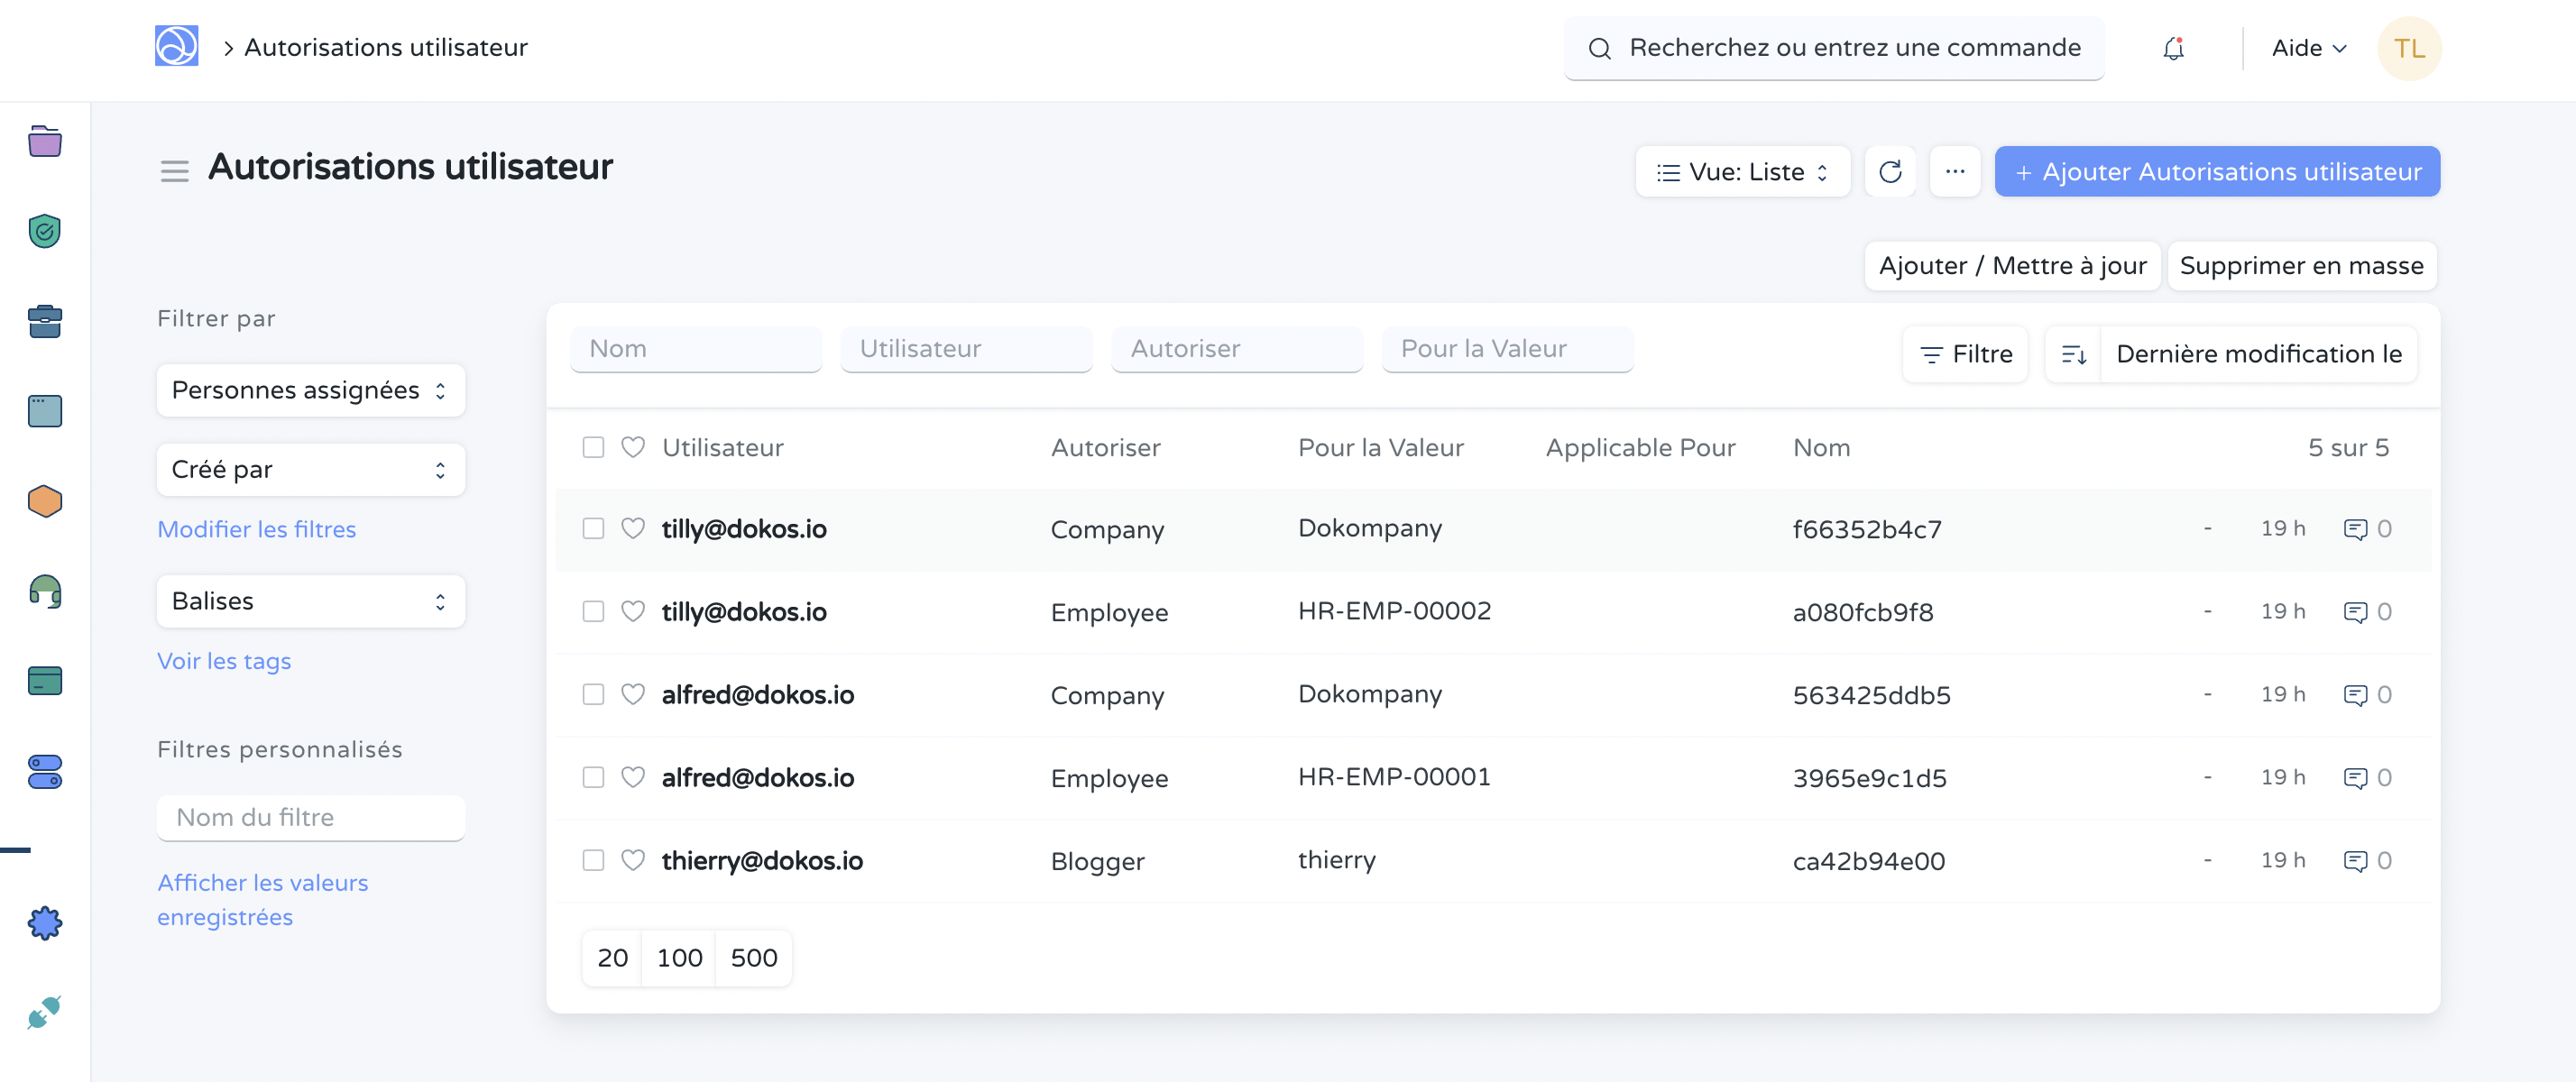 Autorisations utilisateur
Recherchez ou entrez une commande
Aide
TL
Autorisations utilisateur
Vue: Liste
...
+ Ajouter Autorisations utilisateur
Ajouter / Mettre à jour
Supprimer en masse
Filtrer par
Personnes assignées
Créé par
Modifier les filtres
Balises
Voir les tags
Filtres personnalisés
Nom du filtre
Afficher les valeurs
enregistrées
Nom Utilisateur Autoriser Pour la Valeur
Filtre
Dernière modification le
Utilisateur Autoriser Pour la Valeur Applicable Pour Nom 5 sur 5
tilly@dokos.io Company Dokompany f66352b4c7 - 19 h 0
tilly@dokos.io Employee HR-EMP-00002 a080fcb9f8 - 19 h 0
alfred@dokos.io Company Dokompany 563425ddb5 - 19 h 0
alfred@dokos.io Employee HR-EMP-00001 3965e9c1d5 - 19 h 0
thierry@dokos.io Blogger thierry ca42b94e00 - 19 h 0
20 100 500